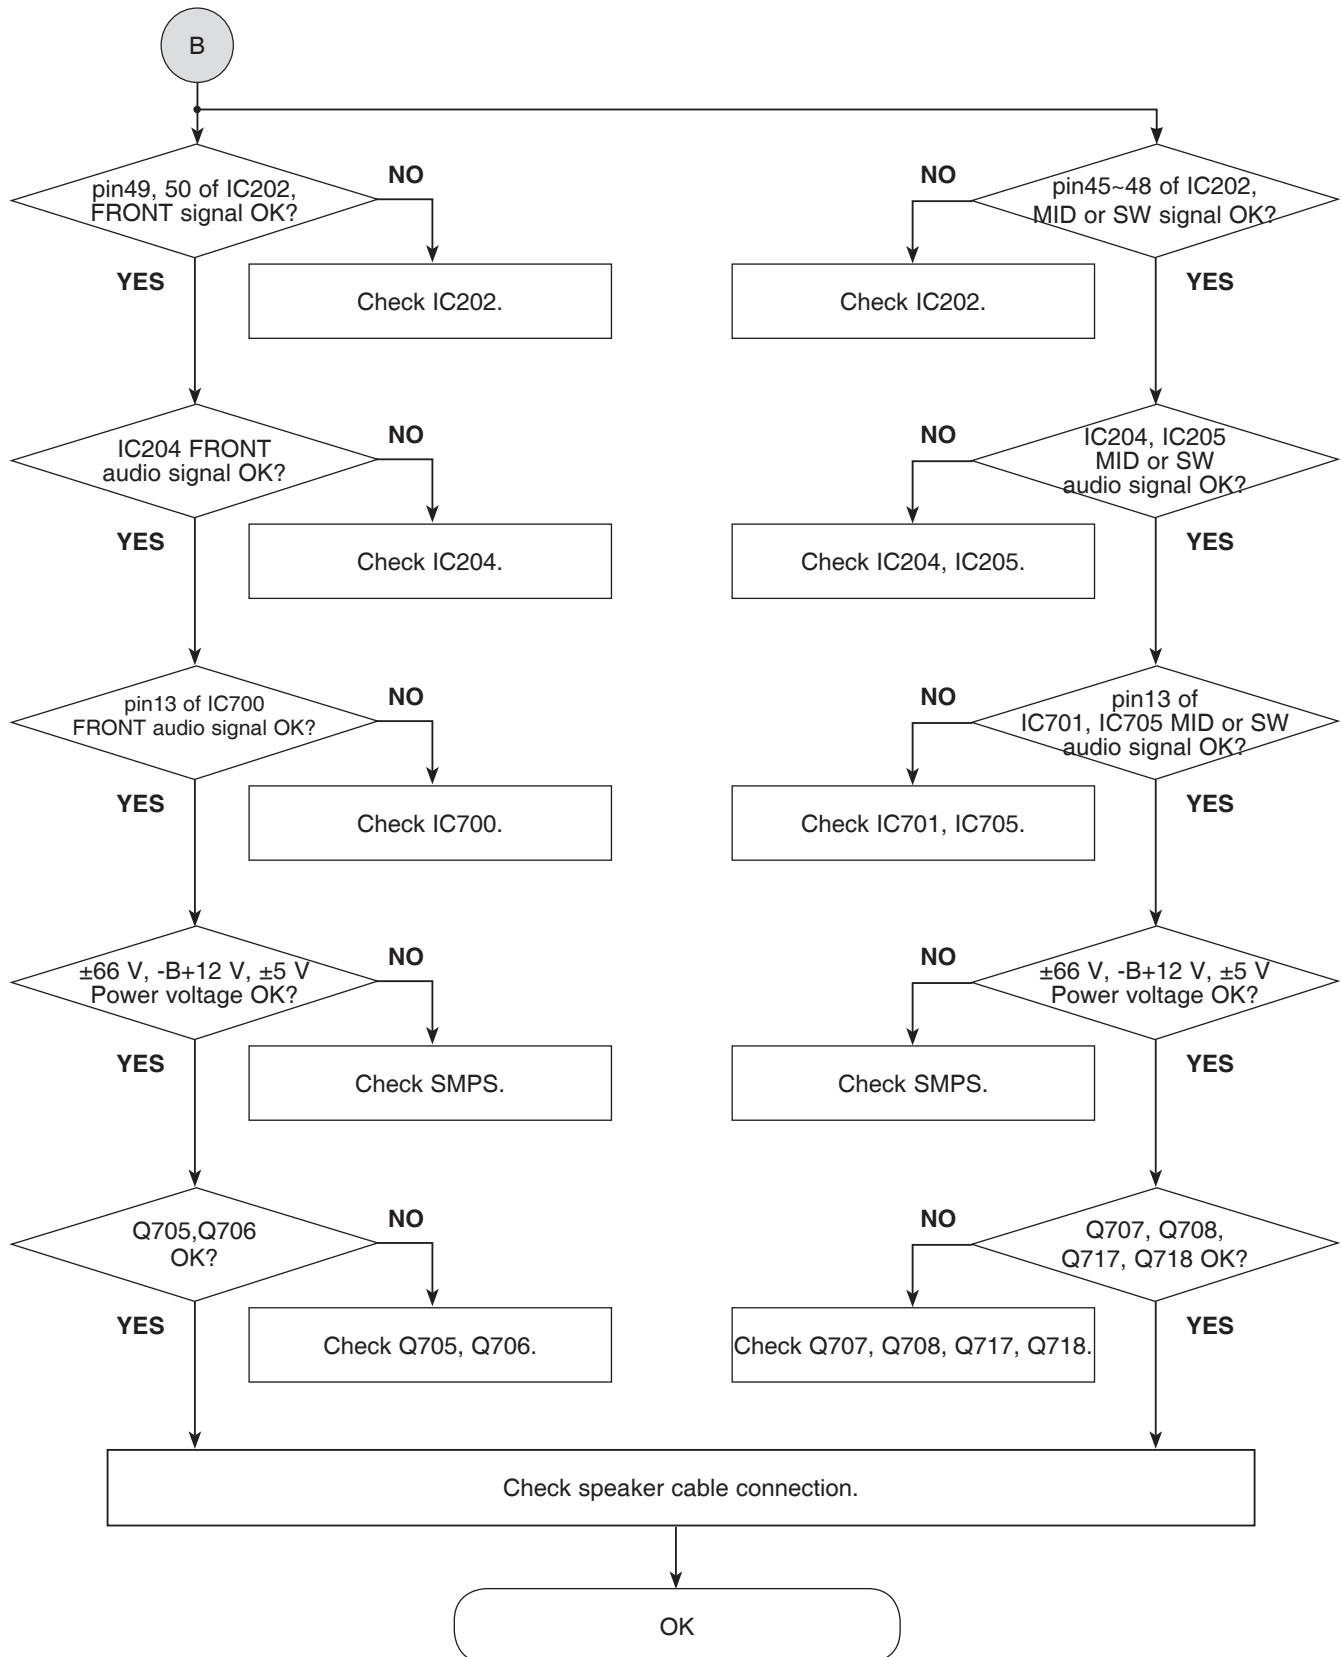 B
pin49, 50 of IC202,
FRONT signal OK?
NO
YES
Check IC202.
NO
pin45~48 of IC202,
MID or SW signal OK?
YES
Check IC202.
IC204 FRONT
audio signal OK?
NO
YES
Check IC204.
NO
IC204, IC205
MID or SW
audio signal OK?
YES
Check IC204, IC205.
pin13 of IC700
FRONT audio signal OK?
NO
YES
Check IC700.
NO
pin13 of
IC701, IC705 MID or SW
audio signal OK?
YES
Check IC701, IC705.
±66 V, -B+12 V, ±5 V
Power voltage OK?
NO
YES
Check SMPS.
NO
±66 V, -B+12 V, ±5 V
Power voltage OK?
YES
Check SMPS.
Q705,Q706
OK?
NO
YES
Check Q705, Q706.
NO
Q707, Q708,
Q717, Q718 OK?
YES
Check Q707, Q708, Q717, Q718.
Check speaker cable connection.
OK